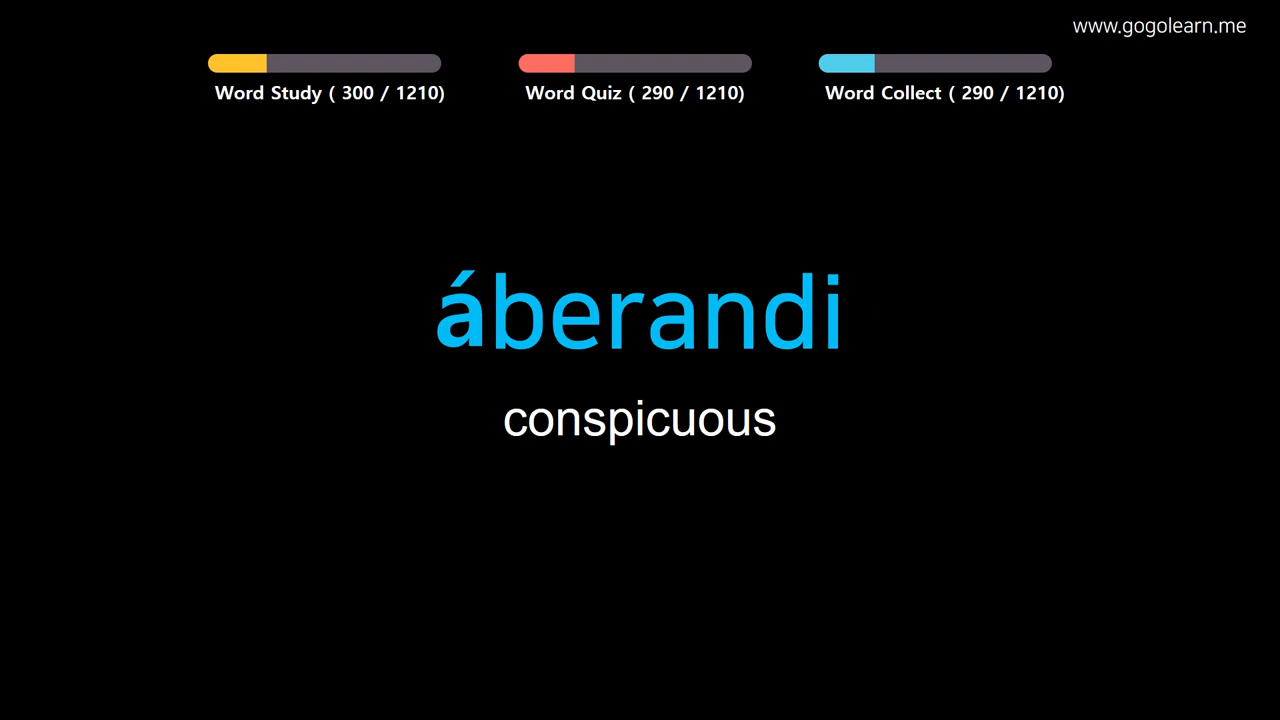 www.gogolearn.me
Word Study ( 300 / 1210)
Word Quiz ( 290 / 1210)
Word Collect ( 290 / 1210)
áberandi
conspicuous